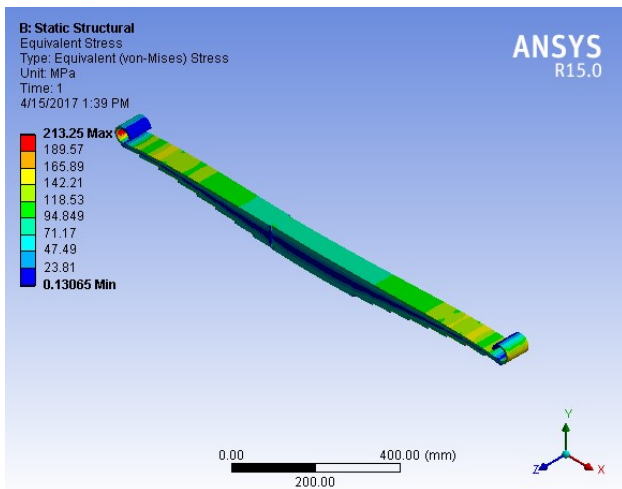 B: Static Structural
Equivalent Stress
Type: Equivalent (von-Mises) Stress
Unit: MPa
Time: 1
4/15/2017 1:39 PM
ANSYS
R15.0
213.25 Max
189.57
165.89
142.21
118.53
94.849
71.17
47.49
23.81
0.13065 Min
0.00
400.00 (mm)
200.00
Y
Z
X